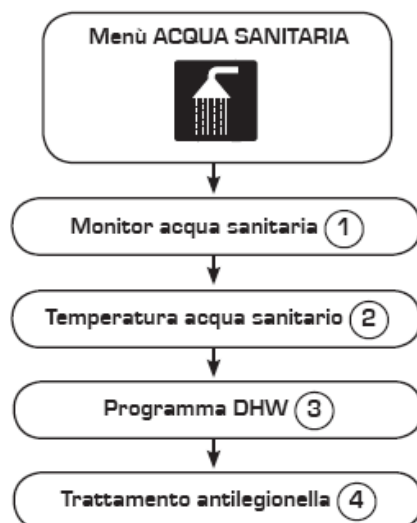 Menù ACQUA SANITARIA
Monitor acqua sanitaria 1
Temperatura acqua sanitario 2
Programma DHW 3
Trattamento antilegionella 4